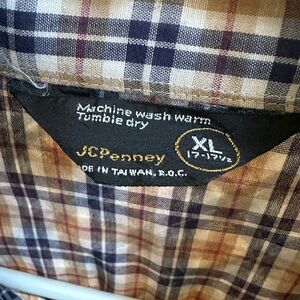 Machine wash warm
Tumble dry
JCPenney
XL
17-17½
DE IN TAIWAN, R.O.C.